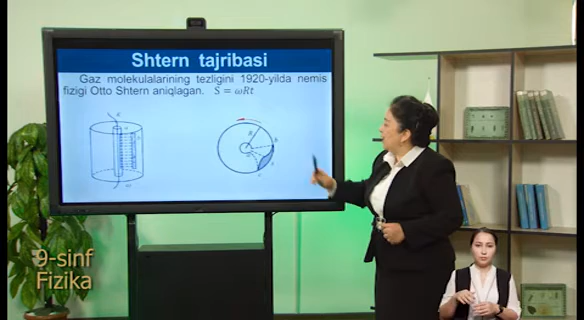 Shtern tajribasi
Gaz molekulalarining tezligini 1920-yilda nemis
fizigi Otto Shtern aniqlagan. S = ωRt
9-sinf
Fizika